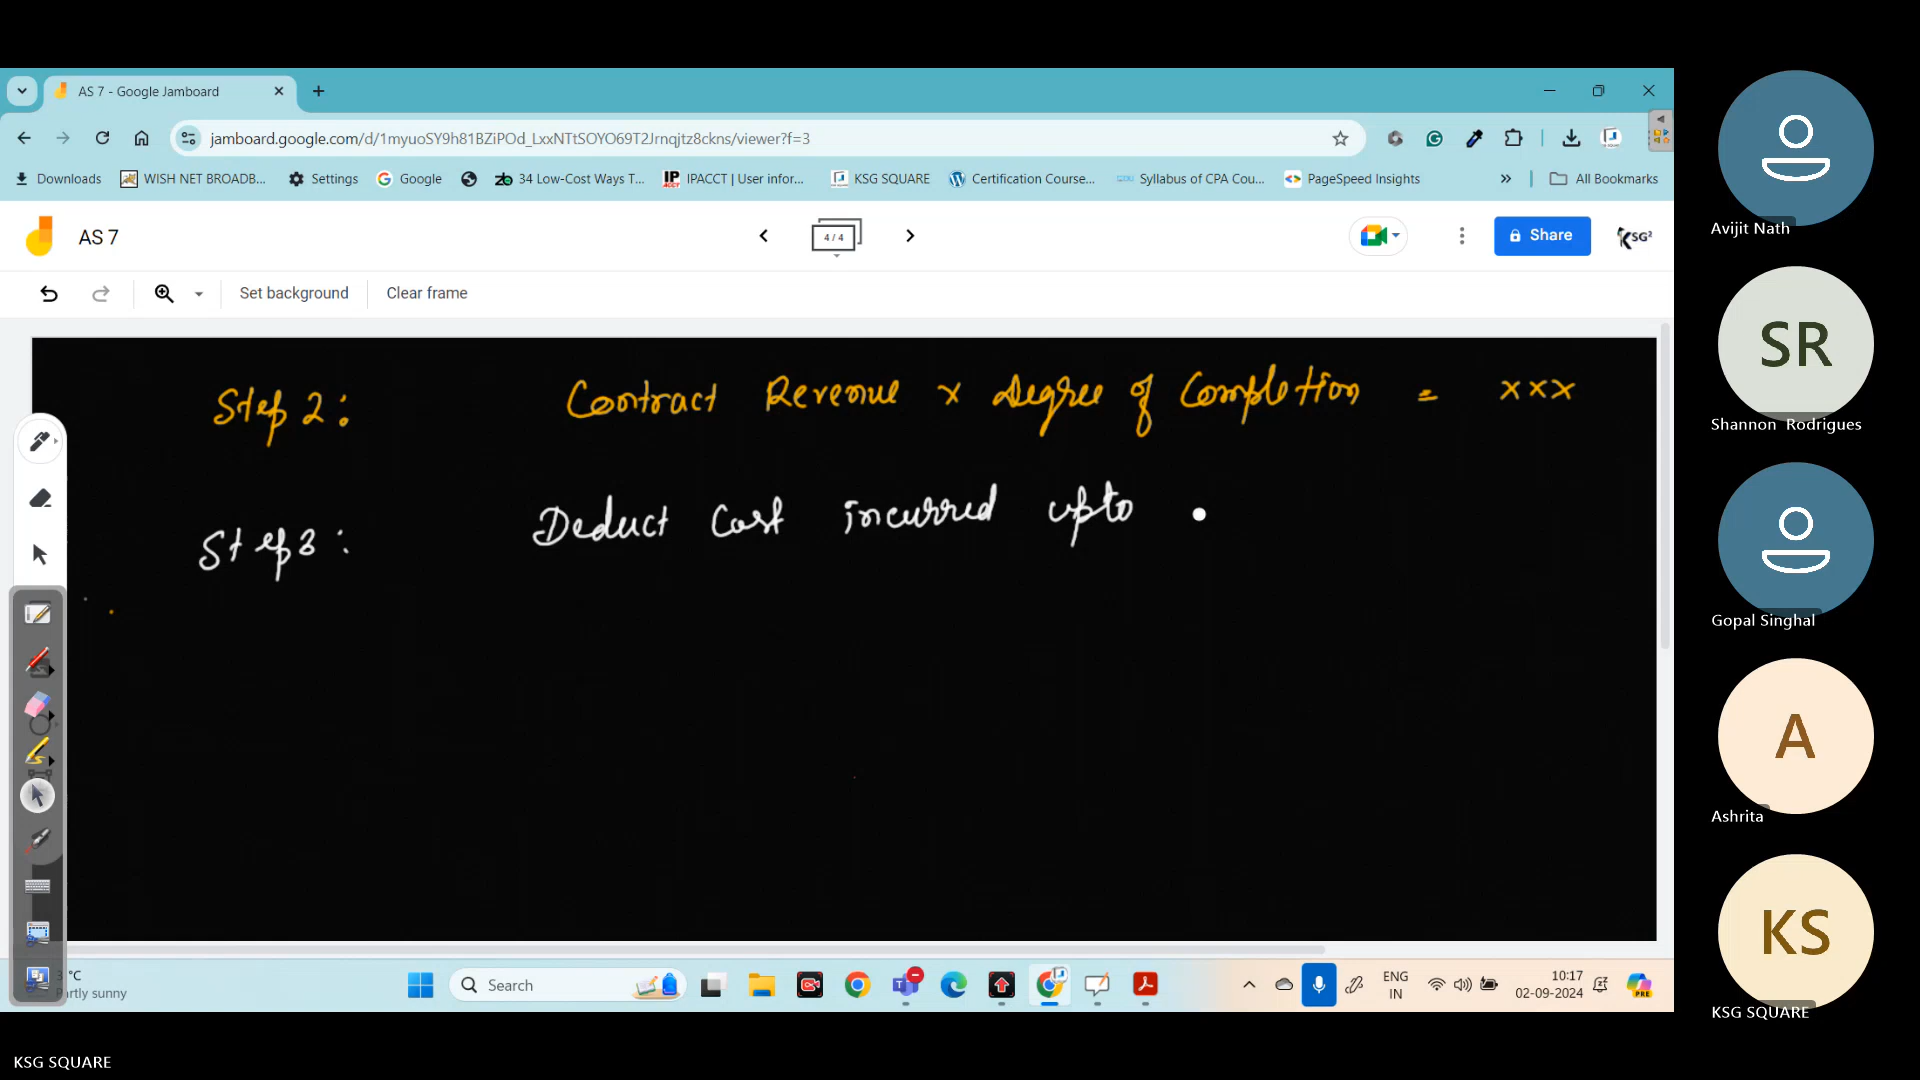 AS 7 - Google Jamboard
jamboard.google.com/d/1myuoSY9h81BZiPOd_LxxNTtSOYO69T2Jrnqjtz8ckns/viewer?f=3
Downloads WISH NET BROADB... Settings Google 34 Low-Cost Ways T... IPACCT | User infor... KSG SQUARE Certification Course... Syllabus of CPA Cou... PageSpeed Insights » All Bookmarks
AS 7 4 / 4 Share KSG²
Set background Clear frame
Step 2: Contract Revenue x Degree of Completion = xxx
Step 3: Deduct Cost incurred upto
Avijit Nath
SR
Shannon Rodrigues
Gopal Singhal
A
Ashrita
KS
KSG SQUARE
°C
Partly sunny
Search
ENG
IN
10:17
02-09-2024
PRE
KSG SQUARE